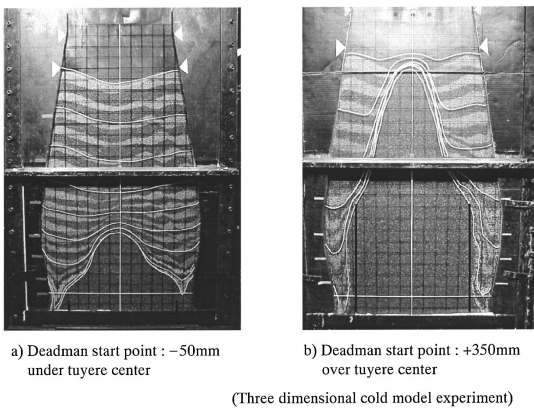 a) Deadman start point : −50mm
under tuyere center
b) Deadman start point : +350mm
over tuyere center
(Three dimensional cold model experiment)